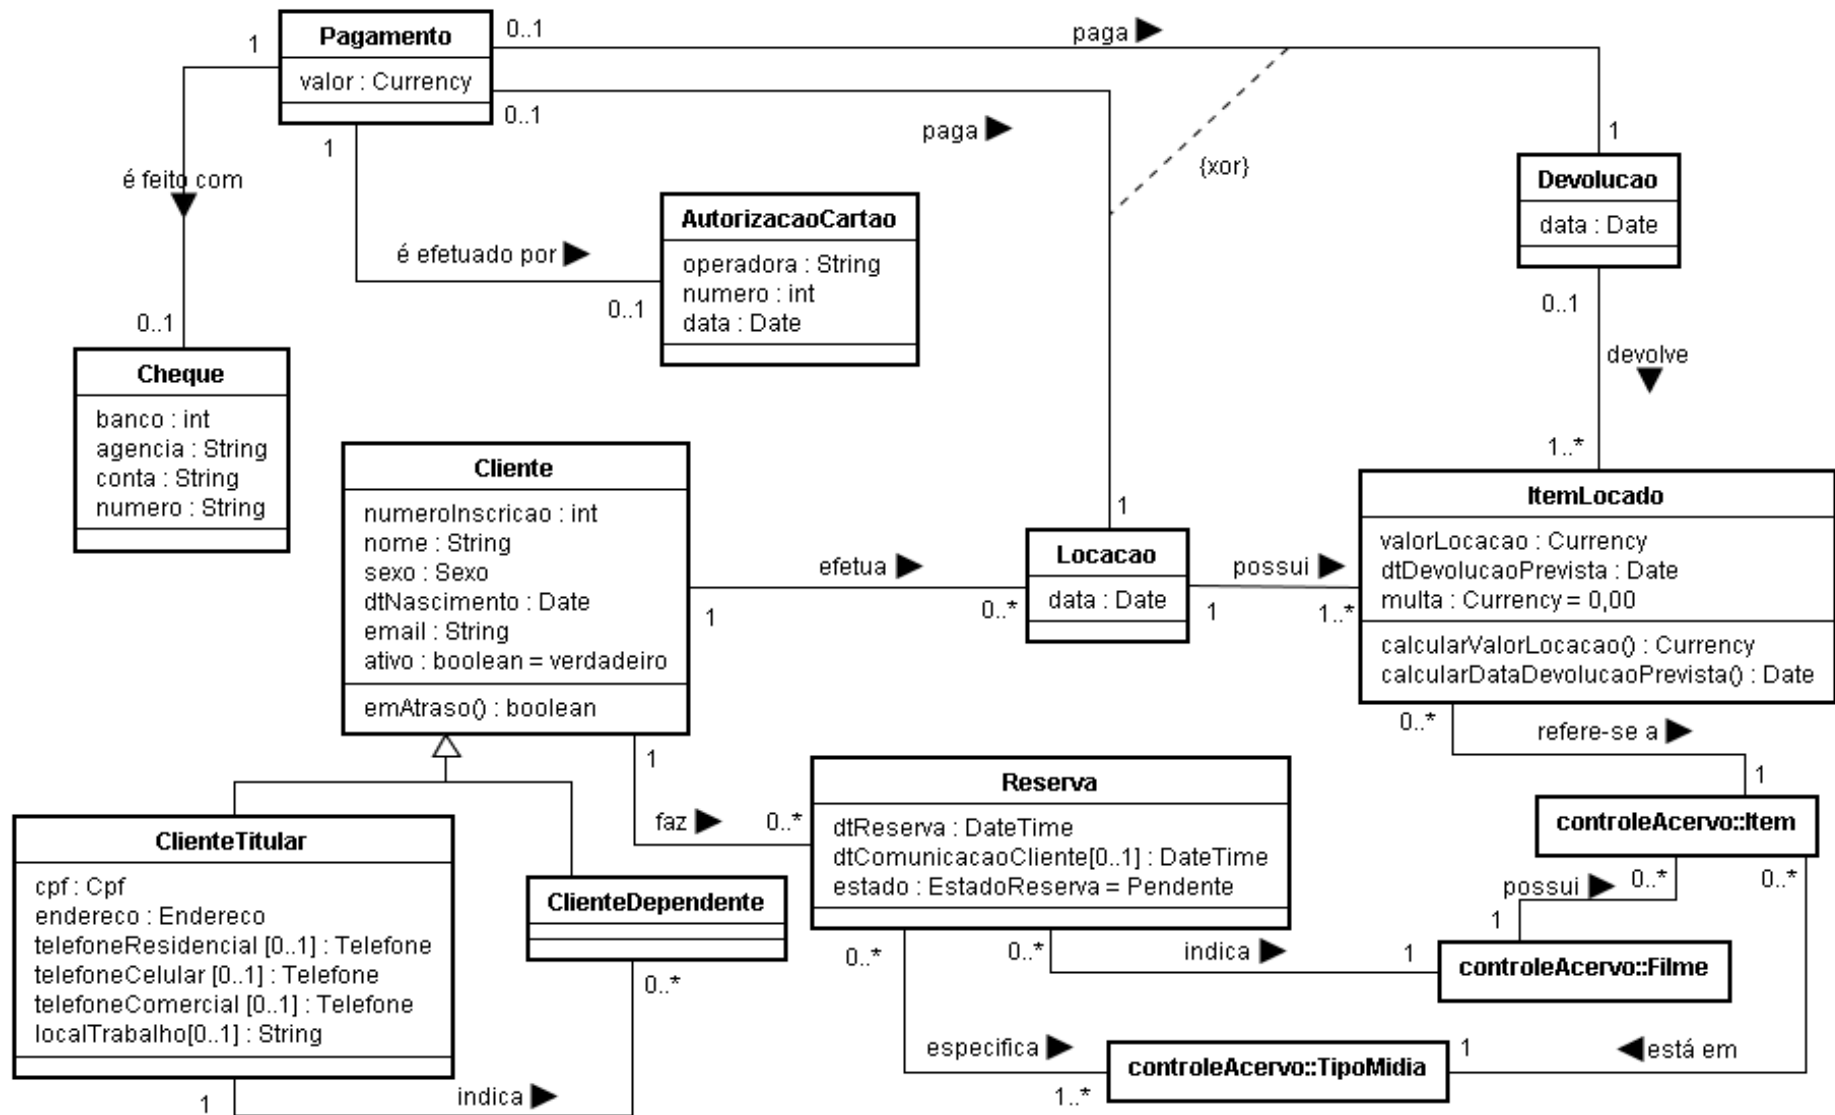 Pagamento
valor : Currency
1
0..1
paga
0..1
paga
1
{xor}
1
Devolucao
data : Date
é feito com
AutorizacaoCartao
operadora : String
numero : int
data : Date
é efetuado por
0..1
0..1
0..1
devolve
1..*
Cheque
banco : int
agencia : String
conta : String
numero : String
Cliente
numeroInscricao : int
nome : String
sexo : Sexo
dtNascimento : Date
email : String
ativo : boolean = verdadeiro
emAtraso() : boolean
efetua
1
0..*
1
Locacao
data : Date
possui
1
1..*
ItemLocado
valorLocacao : Currency
dtDevolucaoPrevista : Date
multa : Currency = 0,00
calcularValorLocacao() : Currency
calcularDataDevolucaoPrevista() : Date
0..*
refere-se a
1
1
faz
0..*
Reserva
dtReserva : DateTime
dtComunicacaoCliente[0..1] : DateTime
estado : EstadoReserva = Pendente
controleAcervo::Item
possui
0..*
0..*
1
ClienteTitular
cpf : Cpf
endereco : Endereco
telefoneResidencial [0..1] : Telefone
telefoneCelular [0..1] : Telefone
telefoneComercial [0..1] : Telefone
localTrabalho[0..1] : String
ClienteDependente
0..*
0..*
0..*
indica
1
controleAcervo::Filme
especifica
1..*
controleAcervo::TipoMidia
1
está em
1
indica